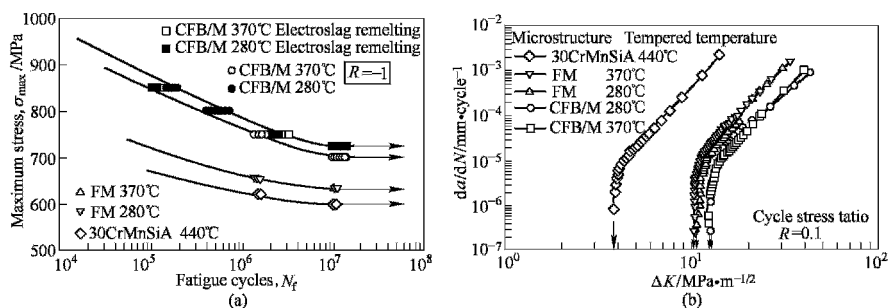 (a)
1000
900
800
700
600
500
Maximum stress, σmax /MPa
10⁴
10⁵
10⁶
10⁷
10⁸
Fatigue cycles, Nf
(a)
CFB/M 370℃ Electroslag remelting
CFB/M 280℃ Electroslag remelting
CFB/M 370℃
CFB/M 280℃
R=−1
FM 370℃
FM 280℃
30CrMnSiA 440℃
(b)
10⁻²
10⁻³
10⁻⁴
10⁻⁵
10⁻⁶
10⁻⁷
da/dN/mm•cycle⁻¹
Microstructure Tempered temperature
30CrMnSiA 440℃
FM 370℃
FM 280℃
CFB/M 280℃
CFB/M 370℃
Cycle stress tatio
R=0.1
10⁰
10¹
10²
ΔK/MPa•m⁻¹/²
(b)